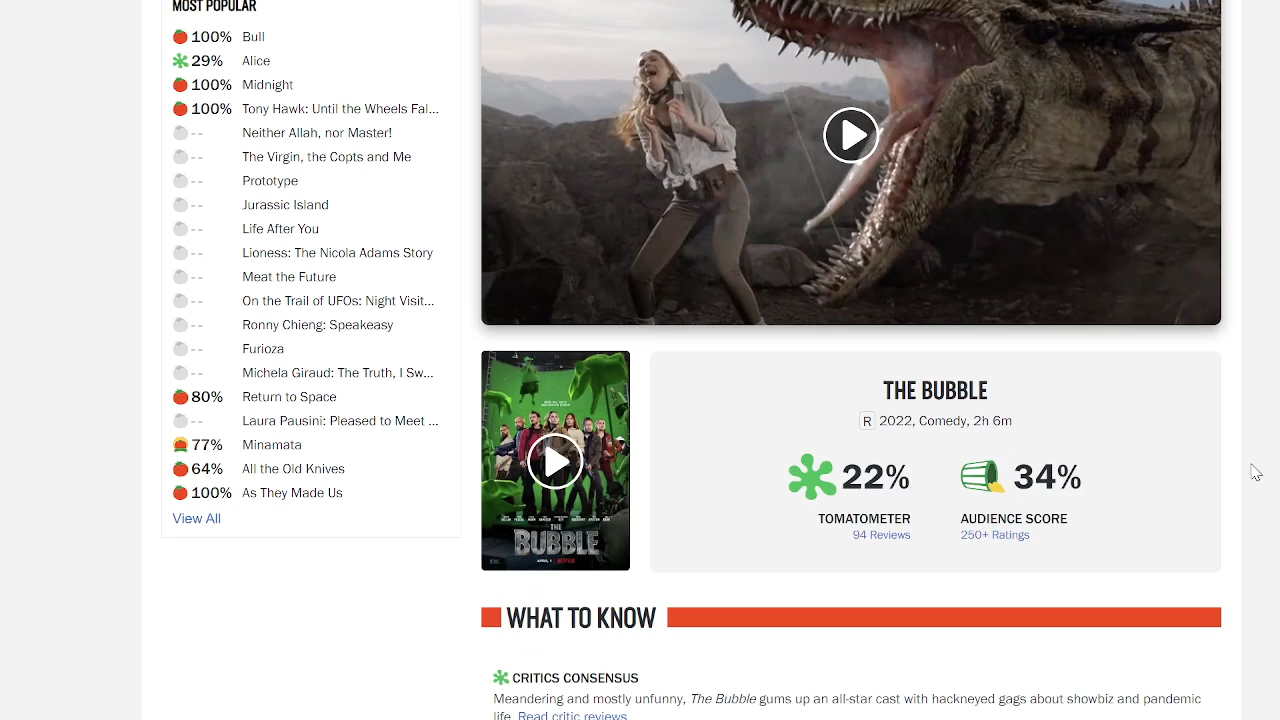 MOST POPULAR
100% Bull
29% Alice
100% Midnight
100% Tony Hawk: Until the Wheels Fal...
-- Neither Allah, nor Master!
-- The Virgin, the Copts and Me
-- Prototype
-- Jurassic Island
-- Life After You
-- Lioness: The Nicola Adams Story
-- Meet the Future
-- On the Trail of UFOs: Night Visit...
-- Ronny Chieng: Speakeasy
-- Furioza
-- Michela Giraud: The Truth, I Sw...
80% Return to Space
-- Laura Pausini: Pleased to Meet ...
77% Minamata
64% All the Old Knives
100% As They Made Us
View All
THE
BUBBLE
APRIL 1
NETFLIX
THE BUBBLE
R 2022, Comedy, 2h 6m
22% 34%
TOMATOMETER AUDIENCE SCORE
94 Reviews 250+ Ratings
WHAT TO KNOW
CRITICS CONSENSUS
Meandering and mostly unfunny, The Bubble gums up an all-star cast with hackneyed gags about showbiz and pandemic
life. Read critic reviews